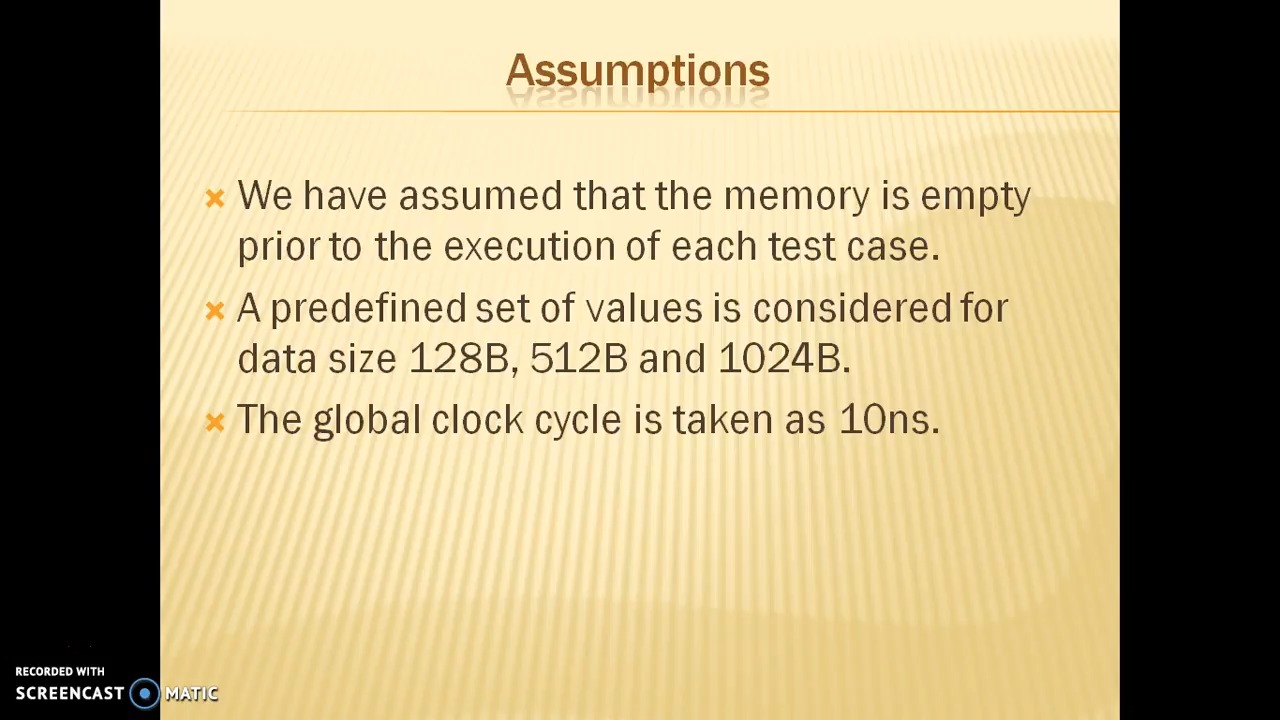 Assumptions
We have assumed that the memory is empty
prior to the execution of each test case.
A predefined set of values is considered for
data size 128B, 512B and 1024B.
The global clock cycle is taken as 10ns.
RECORDED WITH
SCREENCAST MATIC